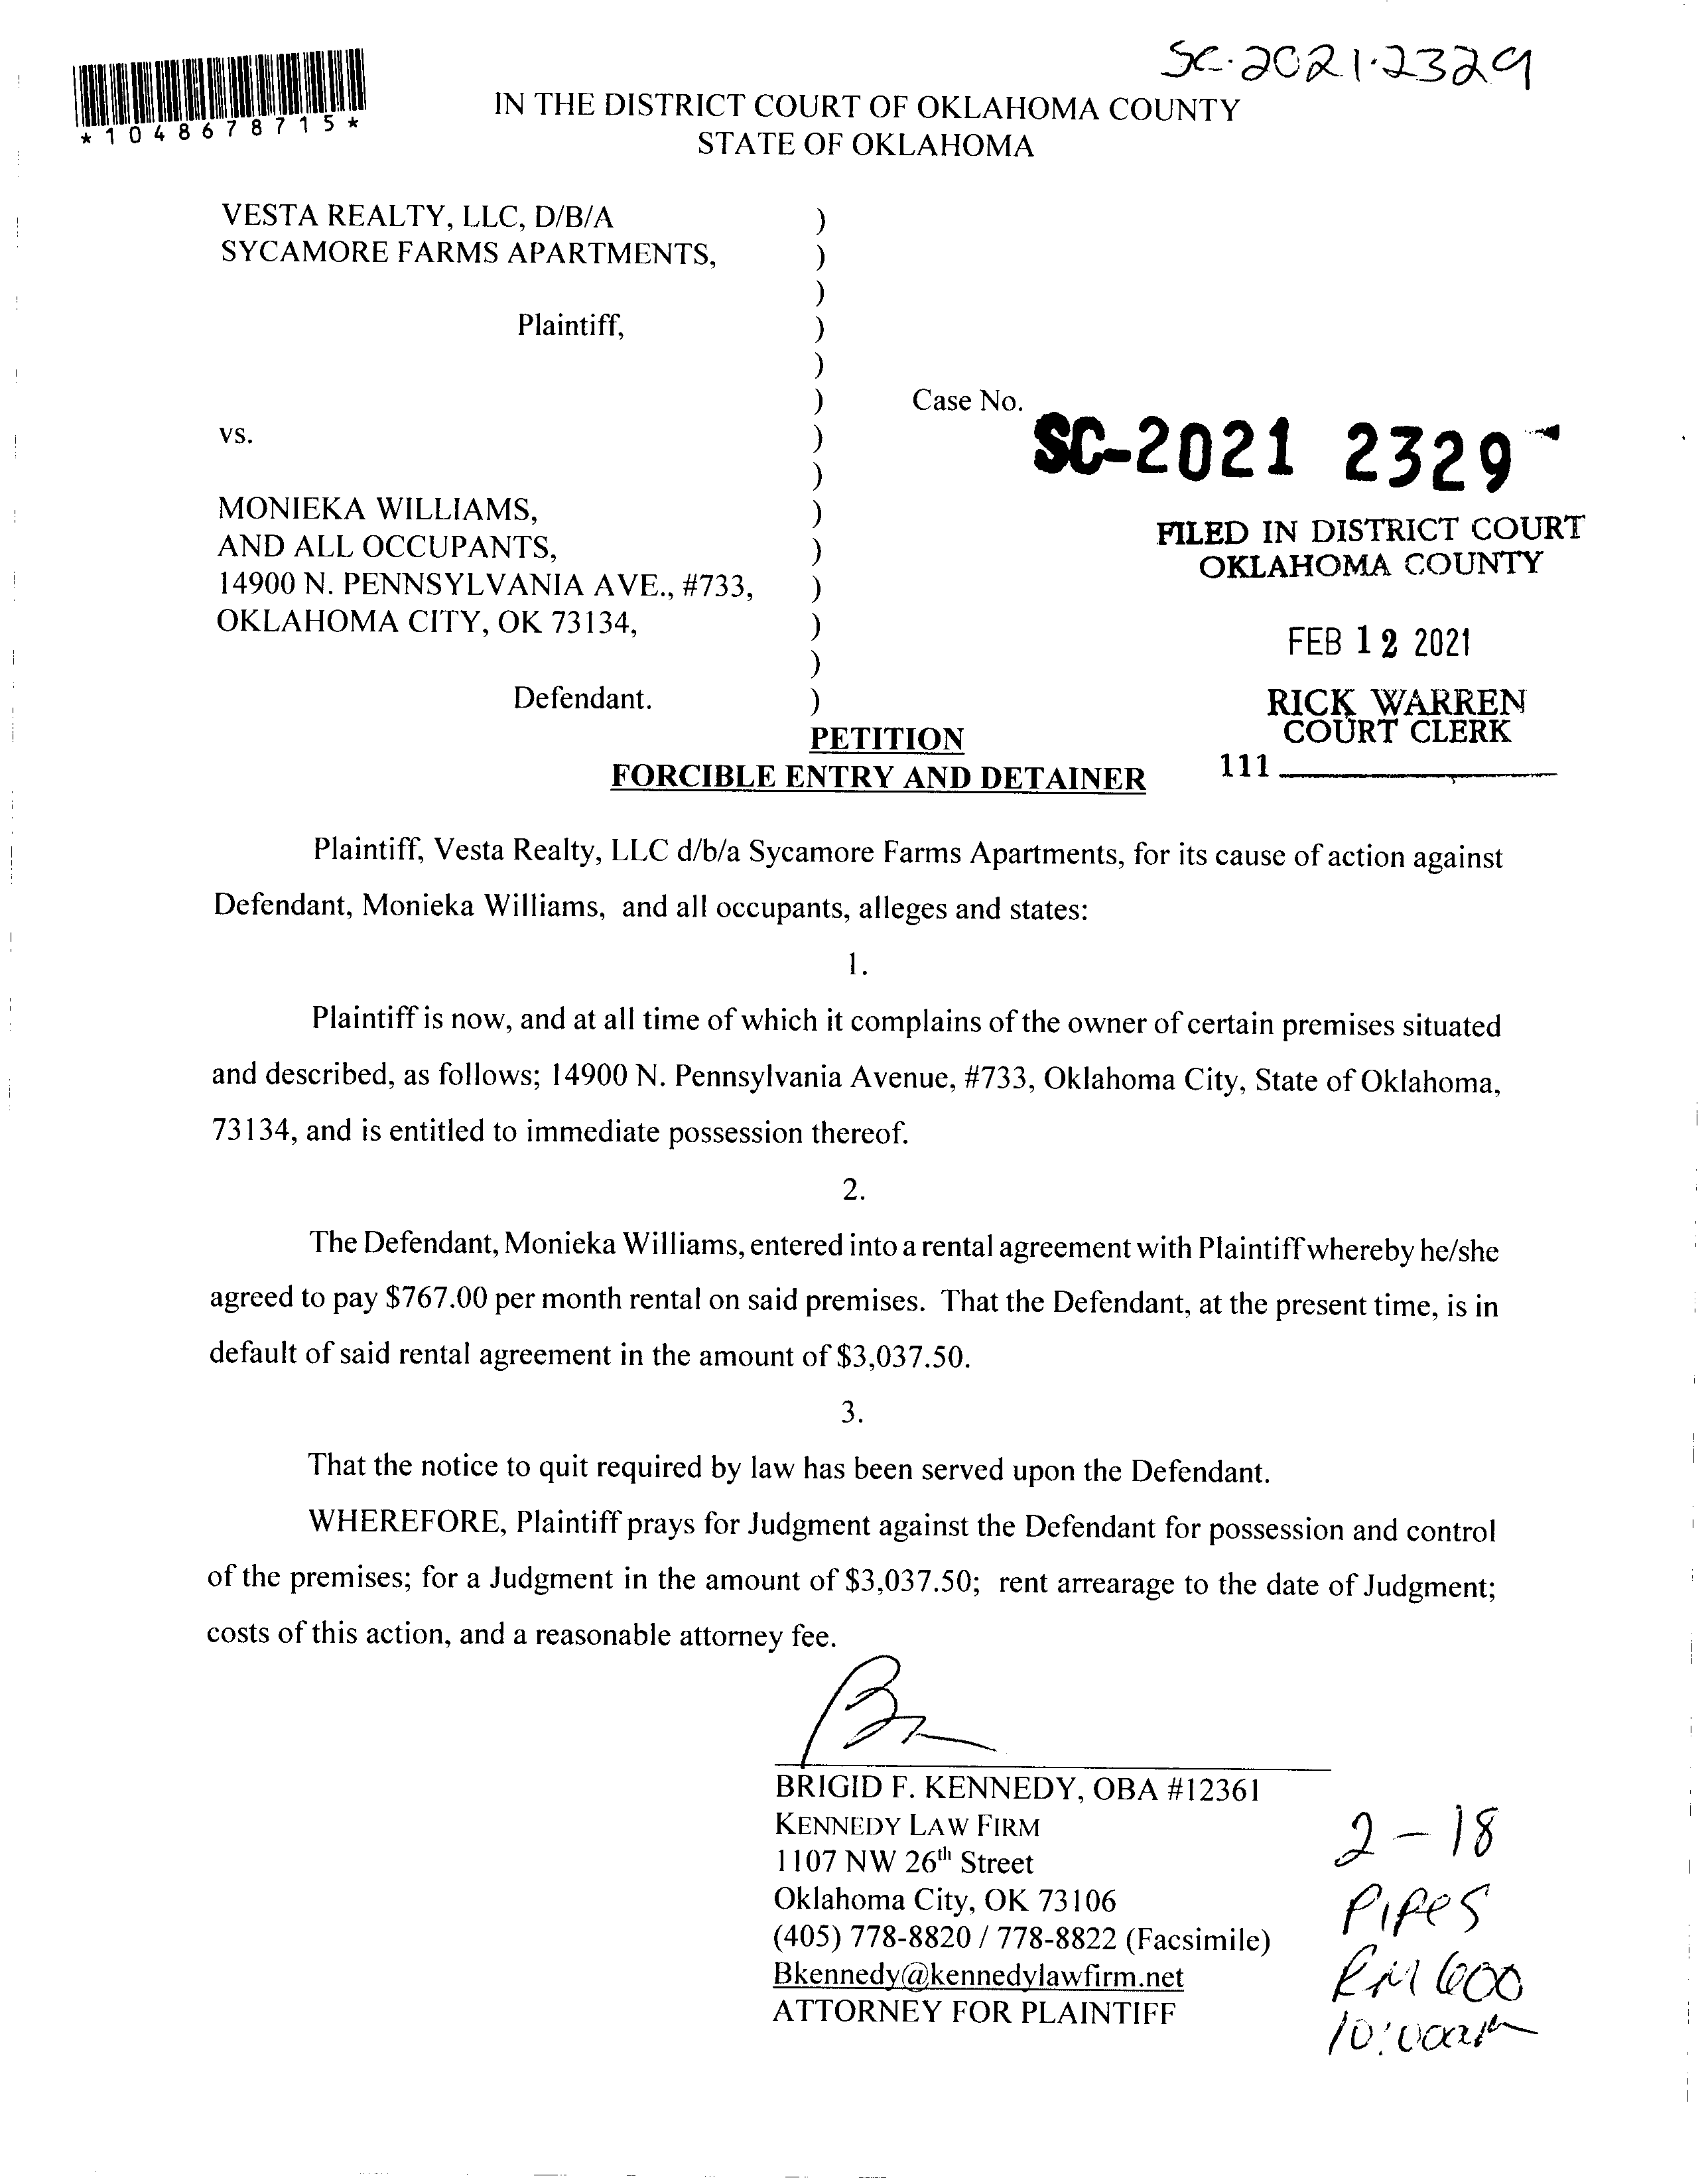 SC-2021-2329
*1048678715*
IN THE DISTRICT COURT OF OKLAHOMA COUNTY
STATE OF OKLAHOMA
VESTA REALTY, LLC, D/B/A )
SYCAMORE FARMS APARTMENTS, )
)
Plaintiff, )
)
) Case No.
vs. ) SC-2021 2329
)
MONIEKA WILLIAMS, )
AND ALL OCCUPANTS, )
14900 N. PENNSYLVANIA AVE., #733, )
OKLAHOMA CITY, OK 73134, )
)
Defendant. )
FILED IN DISTRICT COURT
OKLAHOMA COUNTY
FEB 12 2021
RICK WARREN
COURT CLERK
111
PETITION
FORCIBLE ENTRY AND DETAINER
Plaintiff, Vesta Realty, LLC d/b/a Sycamore Farms Apartments, for its cause of action against
Defendant, Monieka Williams, and all occupants, alleges and states:
1.
Plaintiff is now, and at all time of which it complains of the owner of certain premises situated
and described, as follows; 14900 N. Pennsylvania Avenue, #733, Oklahoma City, State of Oklahoma,
73134, and is entitled to immediate possession thereof.
2.
The Defendant, Monieka Williams, entered into a rental agreement with Plaintiff whereby he/she
agreed to pay $767.00 per month rental on said premises. That the Defendant, at the present time, is in
default of said rental agreement in the amount of $3,037.50.
3.
That the notice to quit required by law has been served upon the Defendant.
WHEREFORE, Plaintiff prays for Judgment against the Defendant for possession and control
of the premises; for a Judgment in the amount of $3,037.50; rent arrearage to the date of Judgment;
costs of this action, and a reasonable attorney fee.
BRIGID F. KENNEDY, OBA #12361
KENNEDY LAW FIRM
1107 NW 26th Street
Oklahoma City, OK 73106
(405) 778-8820 / 778-8822 (Facsimile)
Bkennedy@kennedylawfirm.net
ATTORNEY FOR PLAINTIFF
2-18
PIPES
RM 600
10:00am